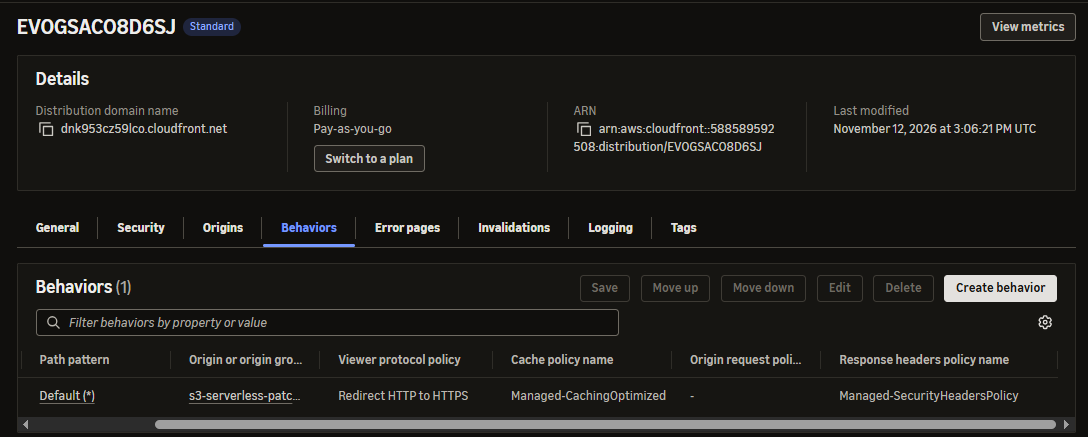 EVOGSACO8D6SJ Standard View metrics
Details
Distribution domain name
dnk953cz59lco.cloudfront.net
Billing
Pay-as-you-go
Switch to a plan
ARN
arn:aws:cloudfront::588589592
508:distribution/EVOGSACO8D6SJ
Last modified
November 12, 2026 at 3:06:21 PM UTC
General Security Origins Behaviors Error pages Invalidations Logging Tags
Behaviors (1) Save Move up Move down Edit Delete Create behavior
Filter behaviors by property or value
Path pattern Origin or origin gro... Viewer protocol policy Cache policy name Origin request poli... Response headers policy name
Default (*) s3-serverless-patc... Redirect HTTP to HTTPS Managed-CachingOptimized - Managed-SecurityHeadersPolicy